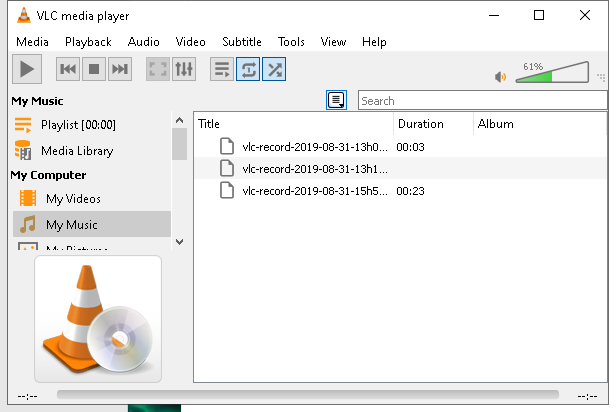 VLC media player
Media Playback Audio Video Subtitle Tools View Help
61%
My Music
Search
Playlist [00:00]
Media Library
My Computer
My Videos
My Music
My Pictures
Title Duration Album
vlc-record-2019-08-31-13h0... 00:03
vlc-record-2019-08-31-13h1...
vlc-record-2019-08-31-15h5... 00:23
--:-- --:--